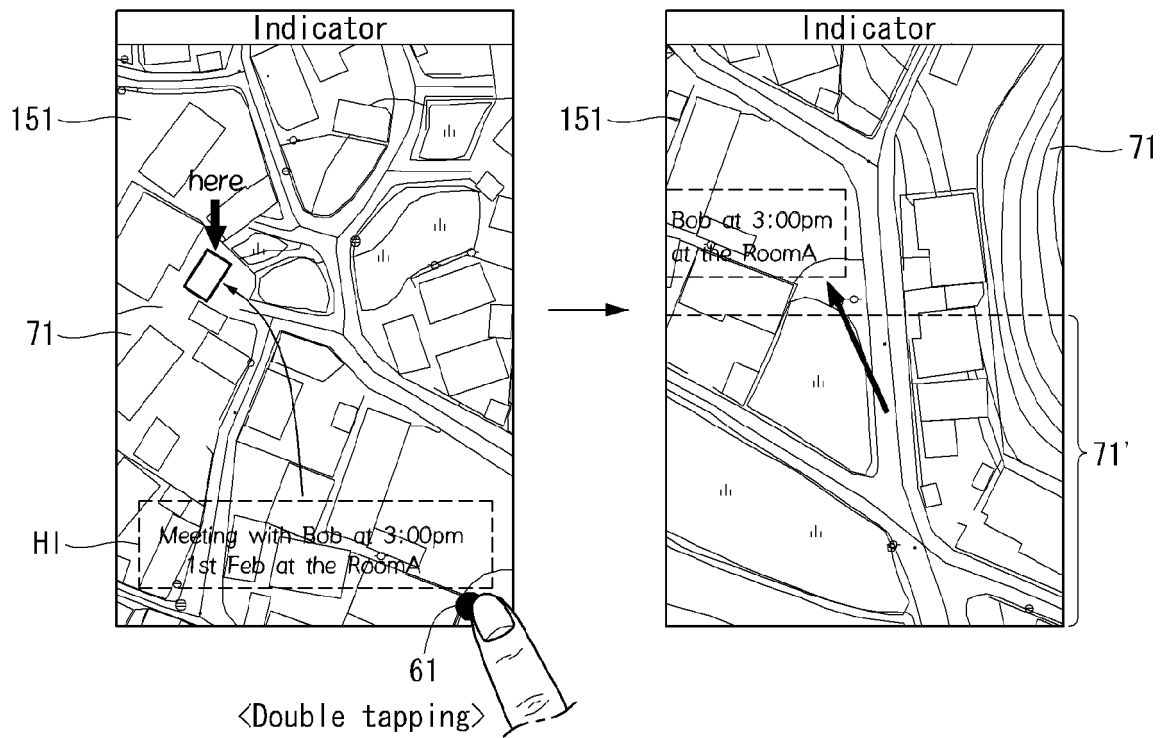 Indicator
Indicator
151
151
71
here
71
Bob at 3:00pm
at the RoomA
71'
HI
Meeting with Bob at 3:00pm
1st Feb at the RoomA
61
<Double tapping>